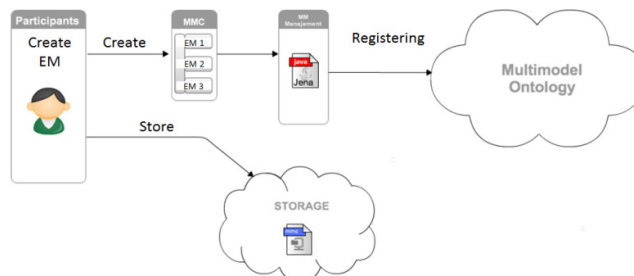 Participants
Create
EM
Create
Store
MMC
EM 1
EM 2
EM 3
MM
Manajement
java
Jena
Registering
Multimodel
Ontology
STORAGE
mmc